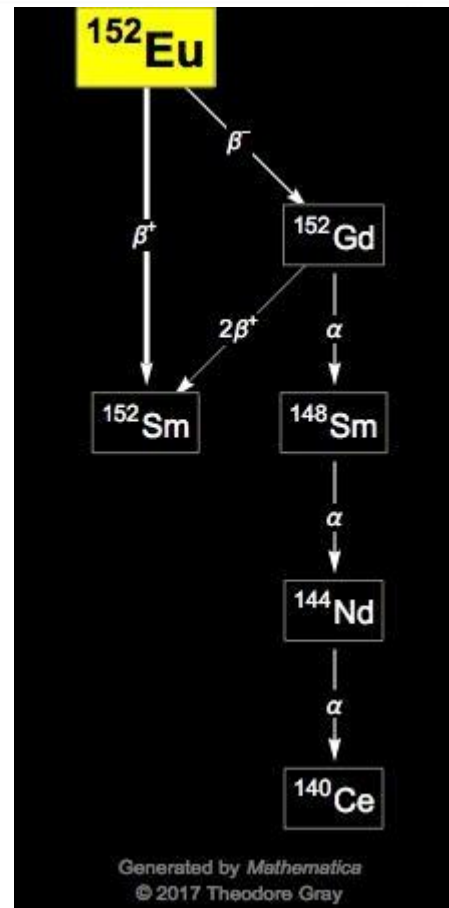 ¹⁵²Eu
β⁻
¹⁵²Gd
β⁺
2β⁺
α
¹⁵²Sm
¹⁴⁸Sm
α
¹⁴⁴Nd
α
¹⁴⁰Ce
Generated by Mathematica
© 2017 Theodore Gray